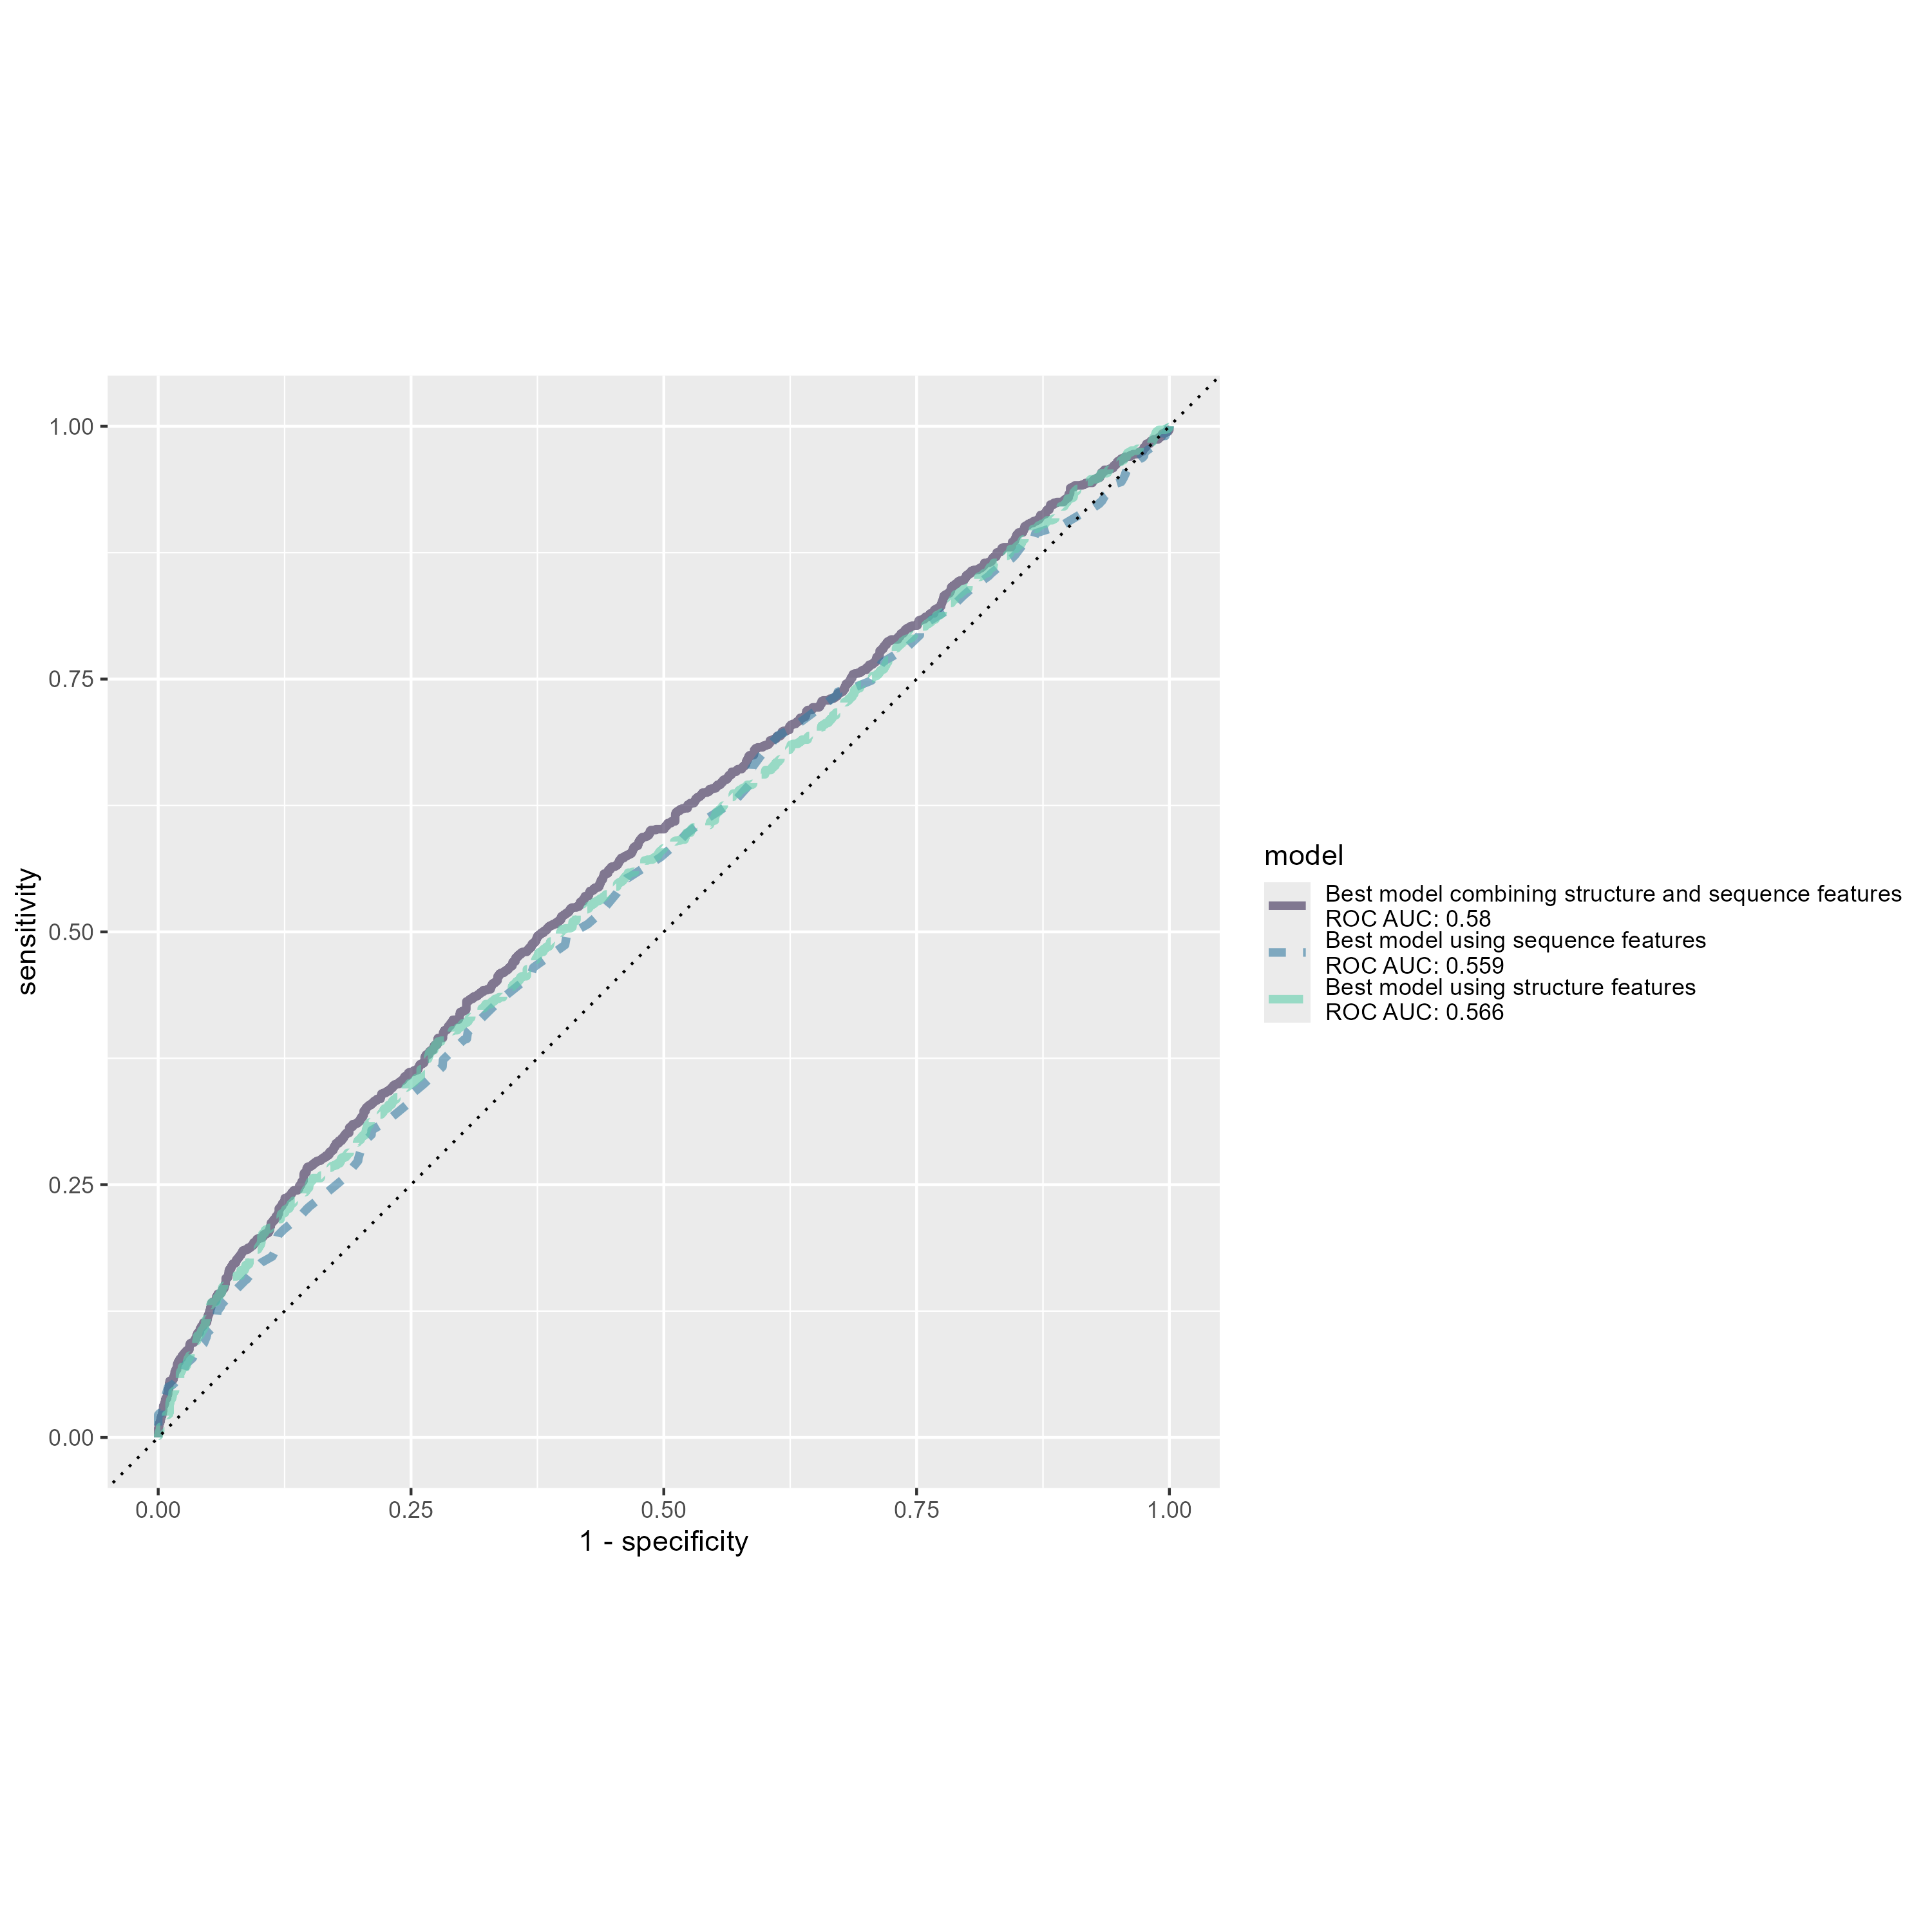 1.00
0.75
0.50
0.25
0.00
sensitivity
0.00 0.25 0.50 0.75 1.00
1 - specificity
model
Best model combining structure and sequence features
ROC AUC: 0.58
Best model using sequence features
ROC AUC: 0.559
Best model using structure features
ROC AUC: 0.566